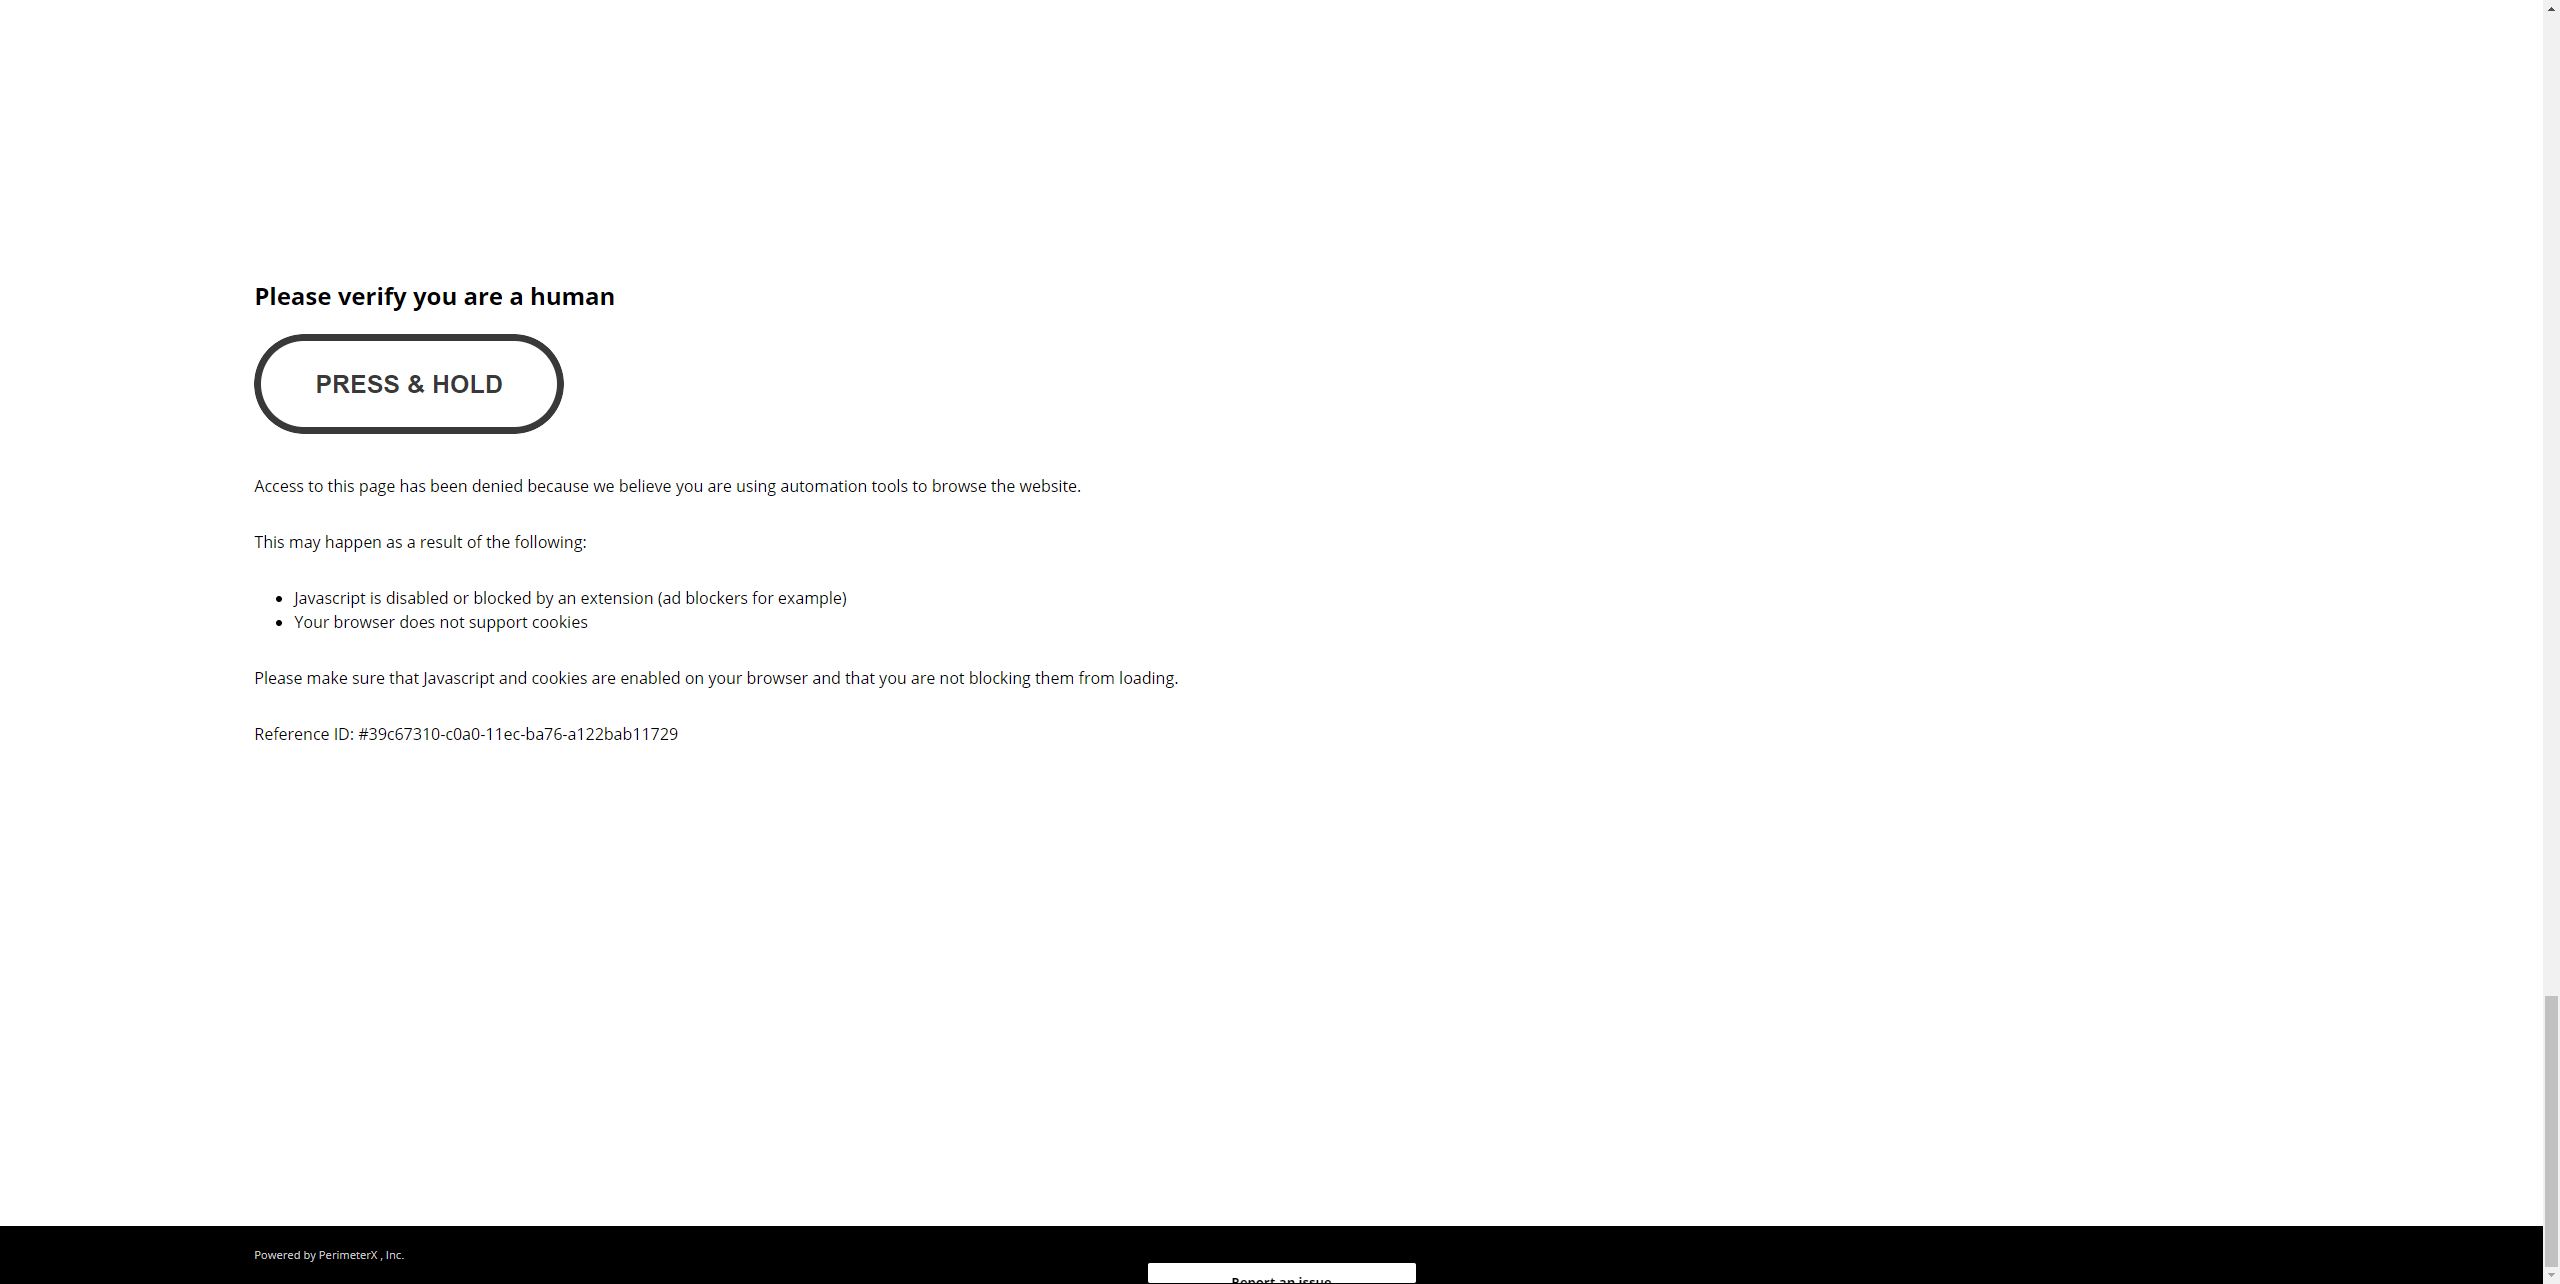 Please verify you are a human
PRESS & HOLD
Access to this page has been denied because we believe you are using automation tools to browse the website.
This may happen as a result of the following:
Javascript is disabled or blocked by an extension (ad blockers for example)
Your browser does not support cookies
Please make sure that Javascript and cookies are enabled on your browser and that you are not blocking them from loading.
Reference ID: #39c67310-c0a0-11ec-ba76-a122bab11729
Powered by PerimeterX , Inc.
Report an issue